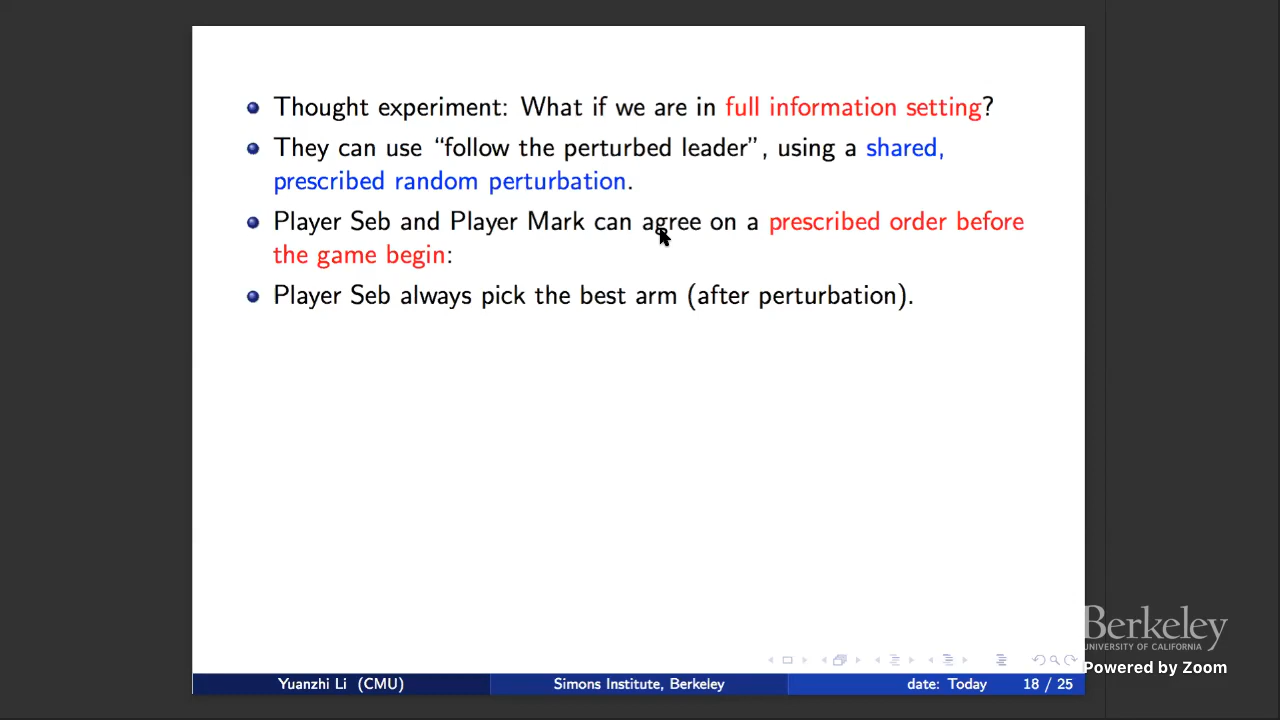 Thought experiment: What if we are in full information setting?
They can use “follow the perturbed leader”, using a shared,
prescribed random perturbation.
Player Seb and Player Mark can agree on a prescribed order before
the game begin:
Player Seb always pick the best arm (after perturbation).
Berkeley
UNIVERSITY OF CALIFORNIA
Powered by Zoom
Yuanzhi Li (CMU)
Simons Institute, Berkeley
date: Today
18 / 25